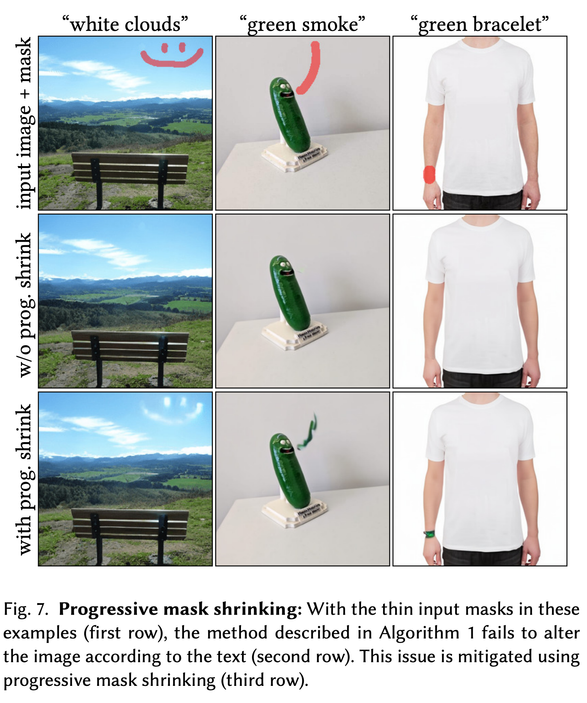 “white clouds” “green smoke” “green bracelet”
input image + mask
w/o prog. shrink
with prog. shrink
Fig. 7. Progressive mask shrinking: With the thin input masks in these
examples (first row), the method described in Algorithm 1 fails to alter
the image according to the text (second row). This issue is mitigated using
progressive mask shrinking (third row).